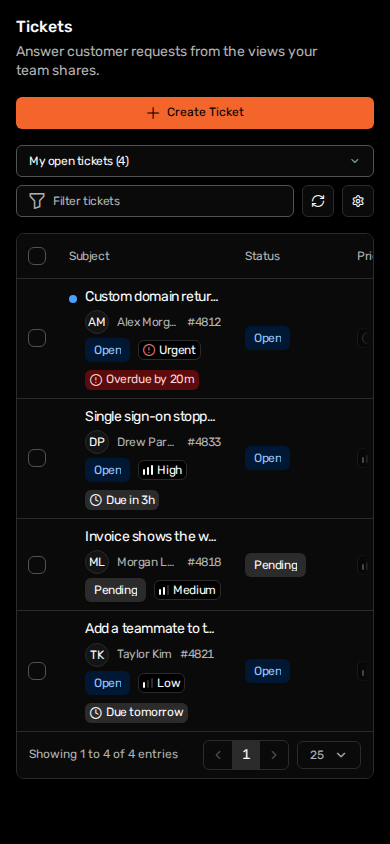 Tickets
Answer customer requests from the views your
team shares.
Create Ticket
My open tickets (4)
Filter tickets
Subject Status Pri
Custom domain retur...
AM Alex Morg... #4812
Open Urgent Open
Overdue by 20m
Single sign-on stopp...
DP Drew Par... #4833
Open High Open
Due in 3h
Invoice shows the w...
ML Morgan L... #4818
Pending Medium Pending
Add a teammate to t...
TK Taylor Kim #4821
Open Low Open
Due tomorrow
Showing 1 to 4 of 4 entries 1 25